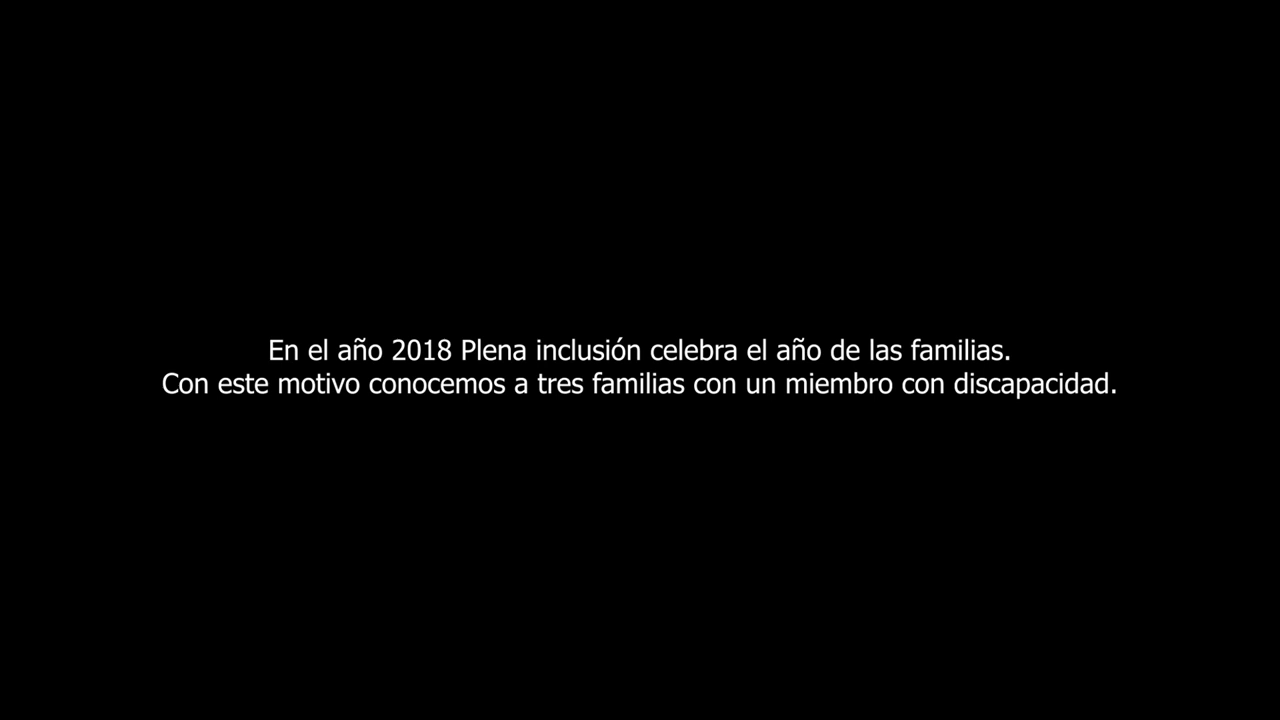 En el año 2018 Plena inclusión celebra el año de las familias.
Con este motivo conocemos a tres familias con un miembro con discapacidad.